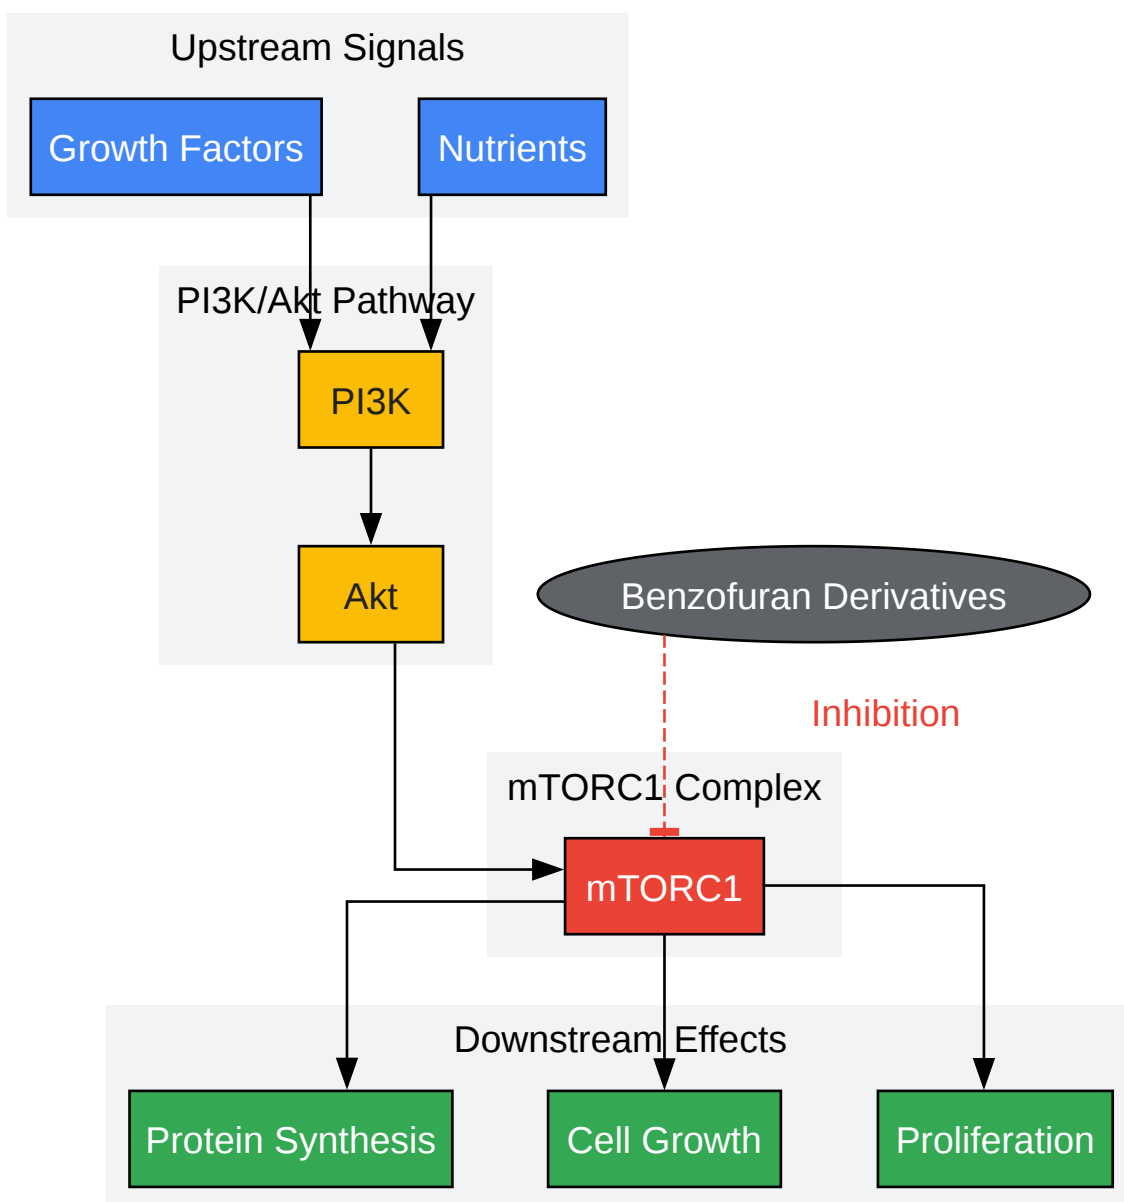 Upstream Signals
Growth Factors
Nutrients
PI3K/Akt Pathway
PI3K
Akt
Benzofuran Derivatives
Inhibition
mTORC1 Complex
mTORC1
Downstream Effects
Protein Synthesis
Cell Growth
Proliferation